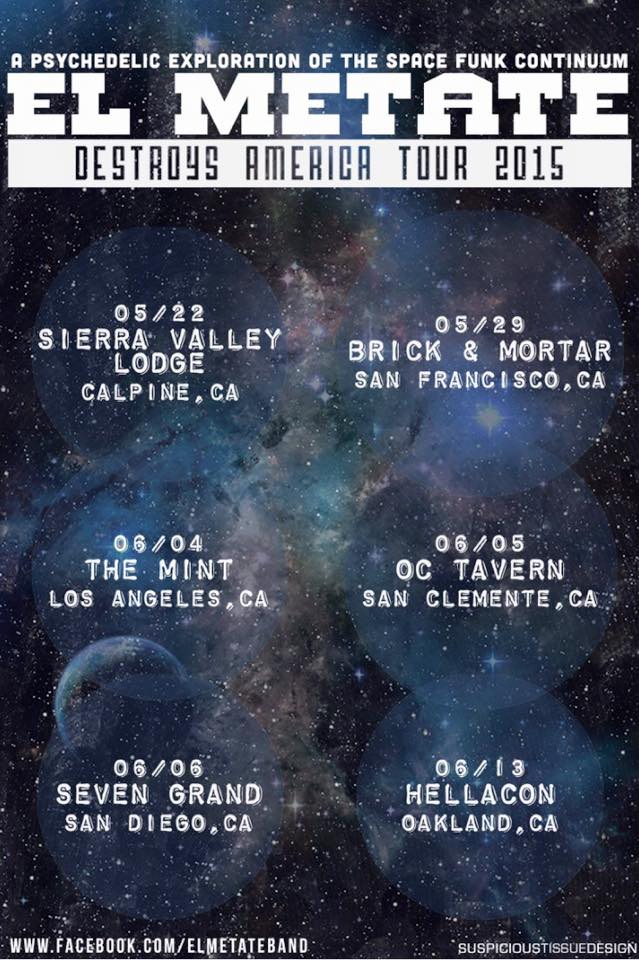 A PSYCHEDELIC EXPLORATION OF THE SPACE FUNK CONTINUUM
EL METATE
DESTROYS AMERICA TOUR 2015
05/22
SIERRA VALLEY
LODGE
CALPINE,CA
05/29
BRICK & MORTAR
SAN FRANCISCO,CA
06/04
THE MINT
LOS ANGELES,CA
06/05
OC TAVERN
SAN CLEMENTE,CA
06/06
SEVEN GRAND
SAN DIEGO,CA
06/13
HELLACON
OAKLAND,CA
WWW.FACEBOOK.COM/ELMETATEBAND
SUSPICIOUSTISSUEDESIGN